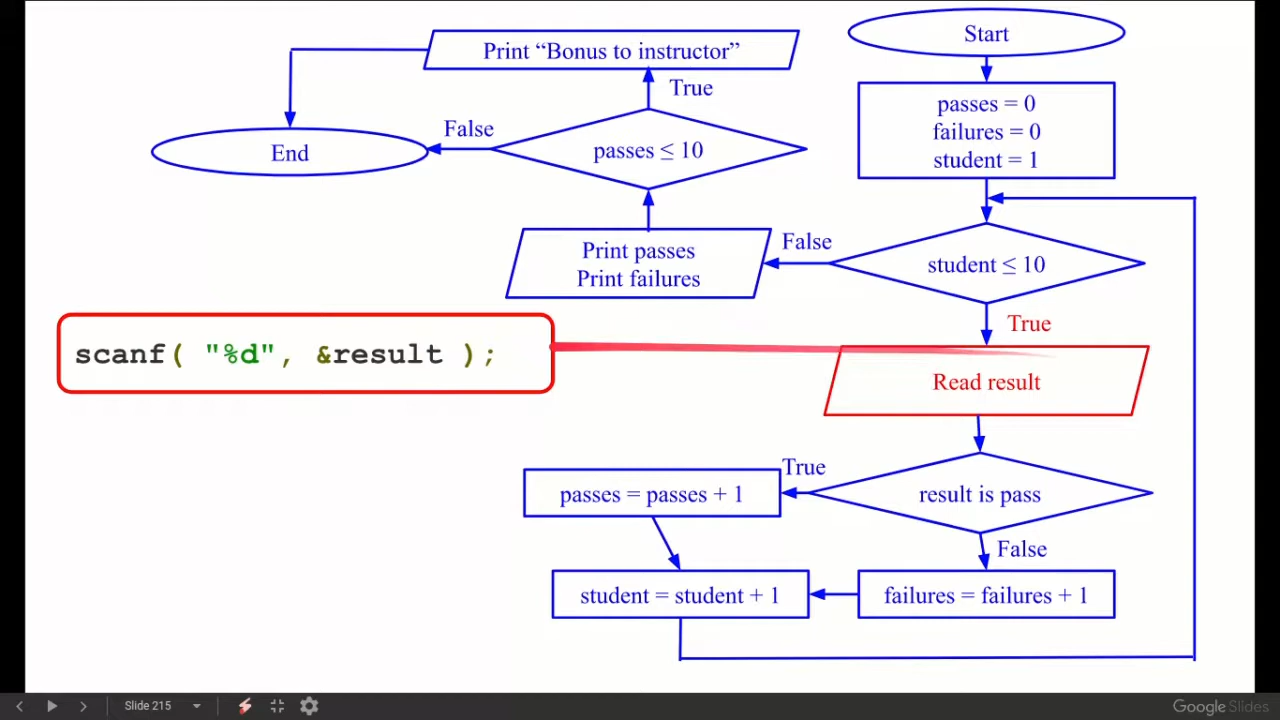 Start
passes = 0
failures = 0
student = 1
student ≤ 10
False
True
Print passes
Print failures
passes ≤ 10
True
False
Print “Bonus to instructor”
End
scanf( "%d", &result );
Read result
result is pass
True
False
passes = passes + 1
failures = failures + 1
student = student + 1
Slide 215
Google Slides